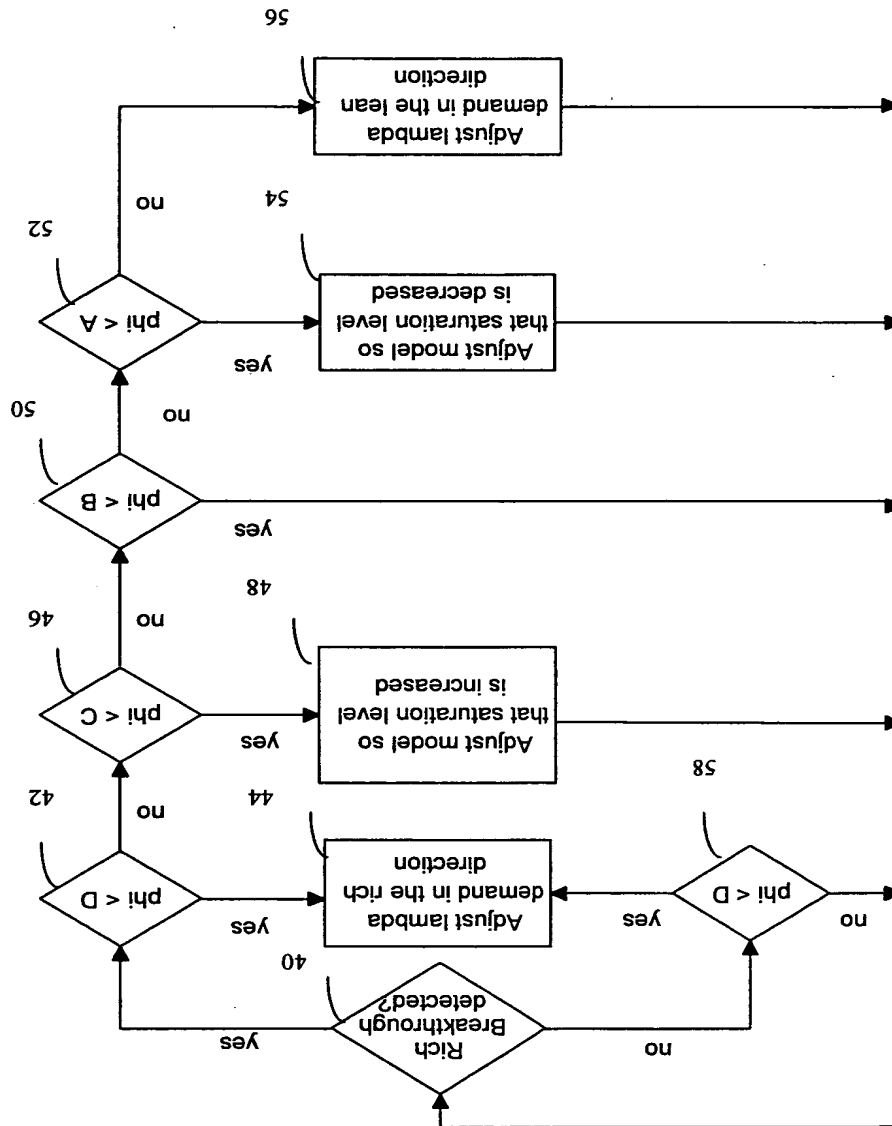 Rich
Breakthrough
detected?
40
no
yes
phi < D
58
yes
no
Adjust lambda
demand in the rich
direction
44
yes
phi < D
42
no
Adjust model so
that saturation level
is increased
48
yes
phi < C
46
no
yes
phi < B
50
no
Adjust model so
that saturation level
is decreased
54
yes
phi < A
52
no
Adjust lambda
demand in the lean
direction
56